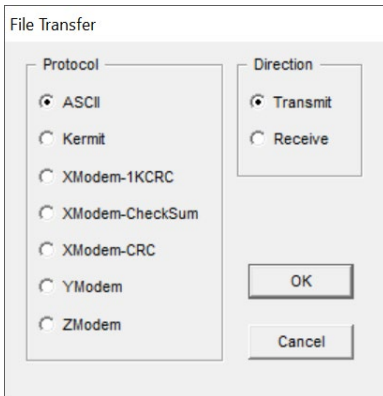 File Transfer
Protocol
ASCII
Kermit
XModem-1KCRC
XModem-CheckSum
XModem-CRC
YModem
ZModem
Direction
Transmit
Receive
OK
Cancel